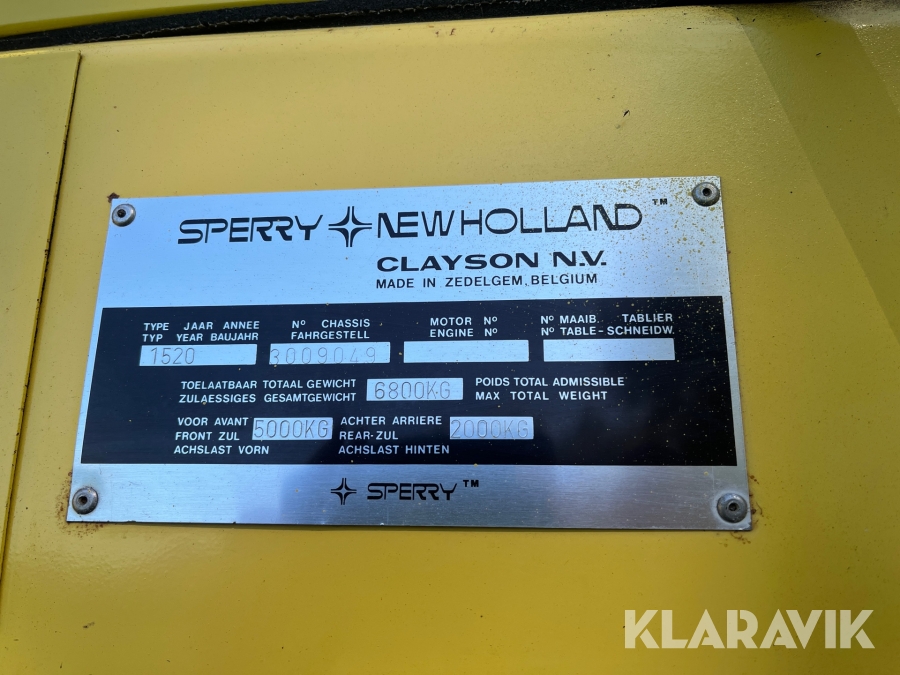 SPERRY NEW HOLLAND™
CLAYSON N.V.
MADE IN ZEDELGEM, BELGIUM
TYPE JAAR ANNEE
TYP YEAR BAUJAHR
1520
Nº CHASSIS
FAHRGESTELL
3009049
MOTOR Nº
ENGINE Nº
Nº MAAIB. TABLIER
Nº TABLE-SCHNEIDW.
TOELAATBAAR TOTAAL GEWICHT
ZULAESSIGES GESAMTGEWICHT
6800KG
POIDS TOTAL ADMISSIBLE
MAX TOTAL WEIGHT
VOOR AVANT
FRONT ZUL
ACHSLAST VORN
5000KG
ACHTER ARRIERE
REAR-ZUL
ACHSLAST HINTEN
2000KG
SPERRY™
KLARAVIK